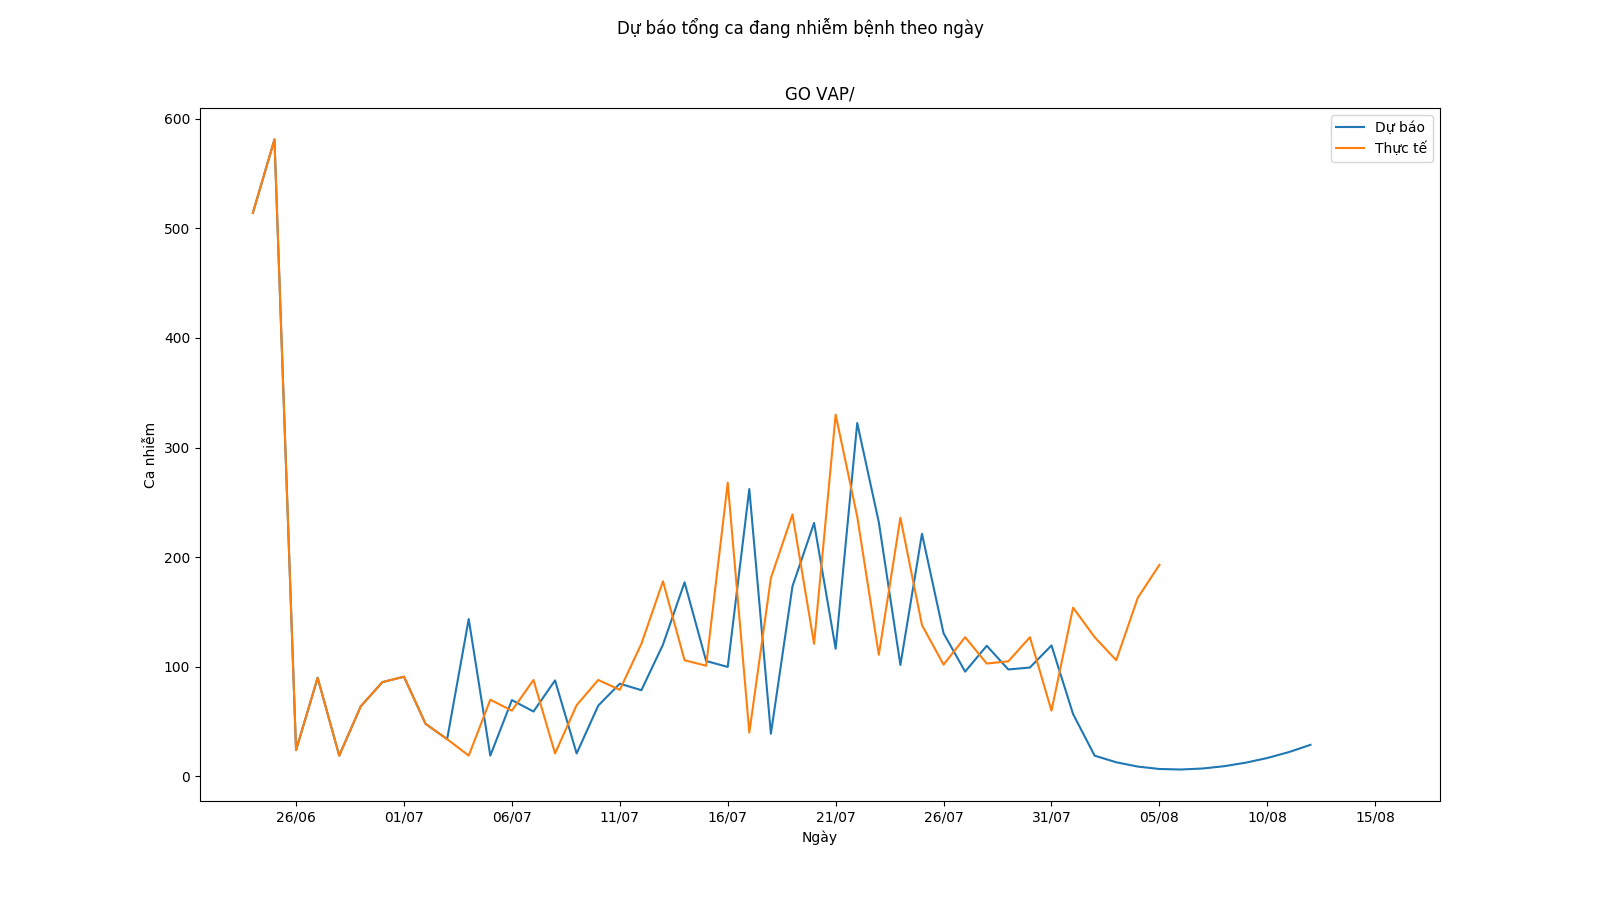 Dự báo tổng ca đang nhiễm bệnh theo ngày
GO VAP/
Dự báo
Thực tế
600
500
400
300
200
100
0
Ca nhiễm
26/06 01/07 06/07 11/07 16/07 21/07 26/07 31/07 05/08 10/08 15/08
Ngày